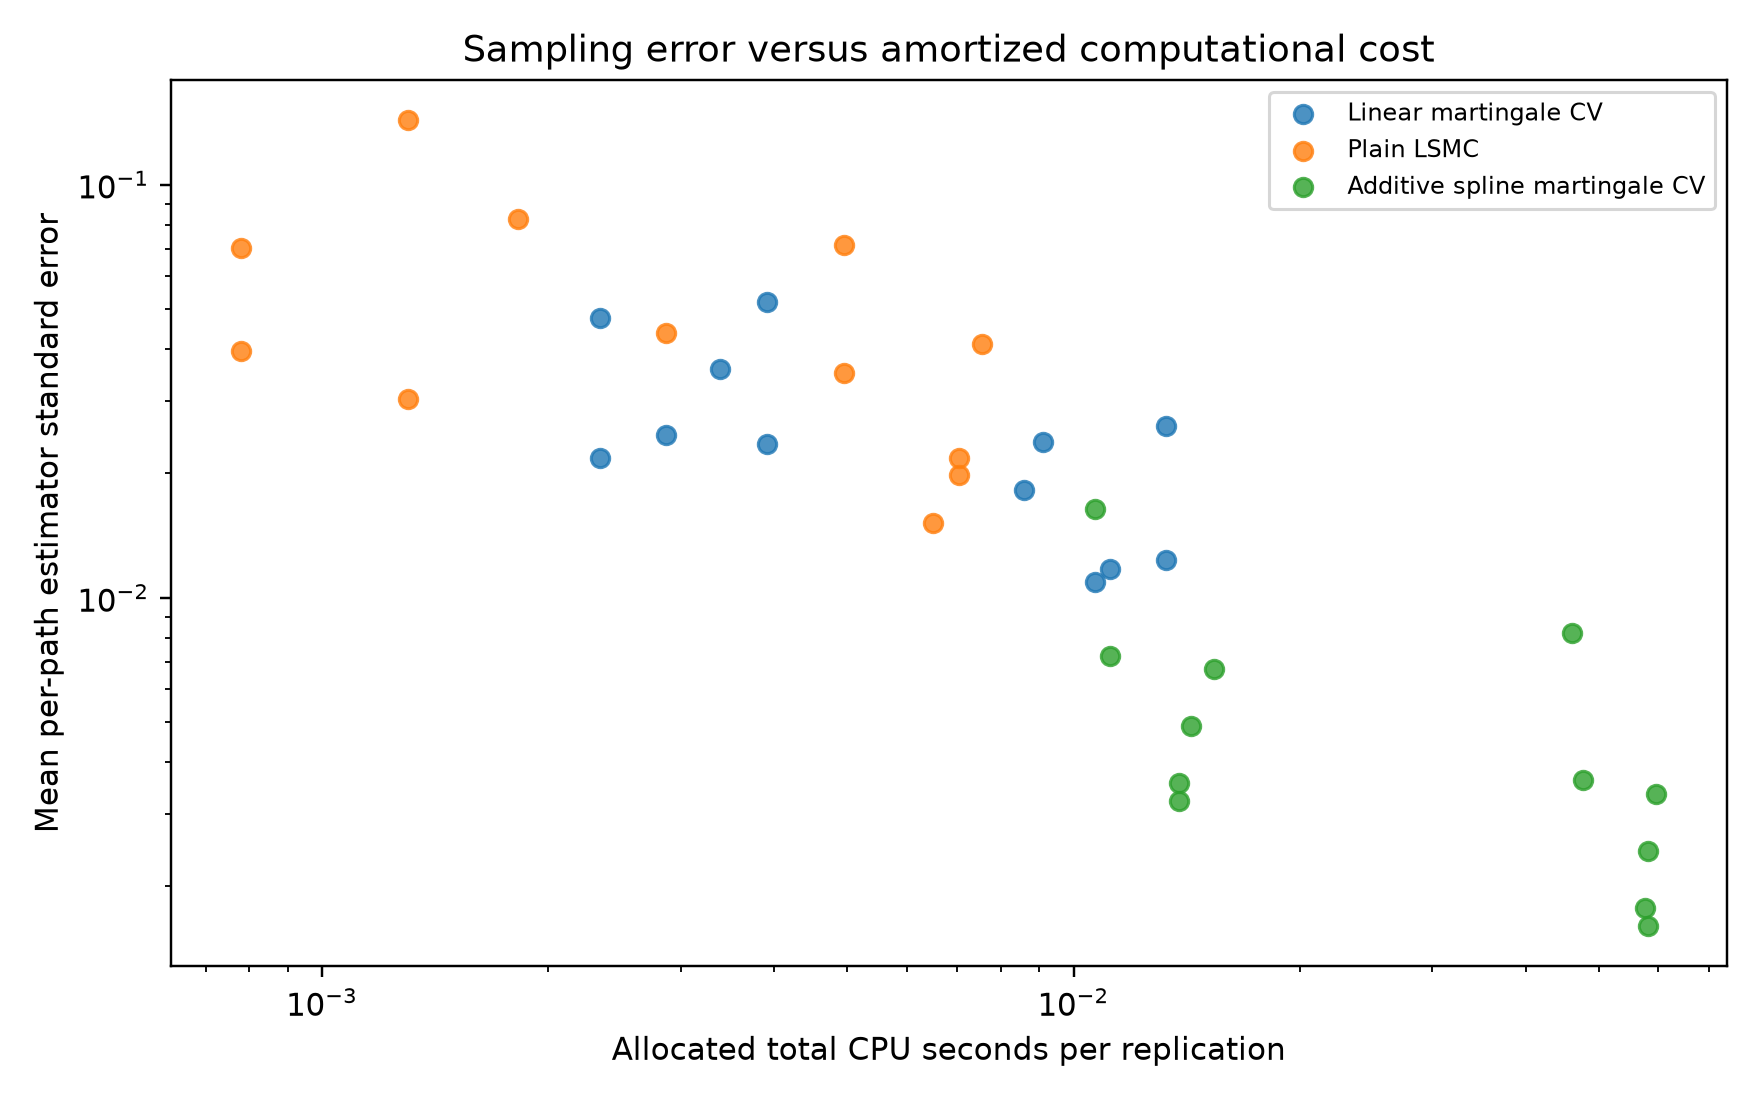 Sampling error versus amortized computational cost
Linear martingale CV
Plain LSMC
Additive spline martingale CV
10⁻¹
10⁻²
Mean per-path estimator standard error
10⁻³
10⁻²
Allocated total CPU seconds per replication